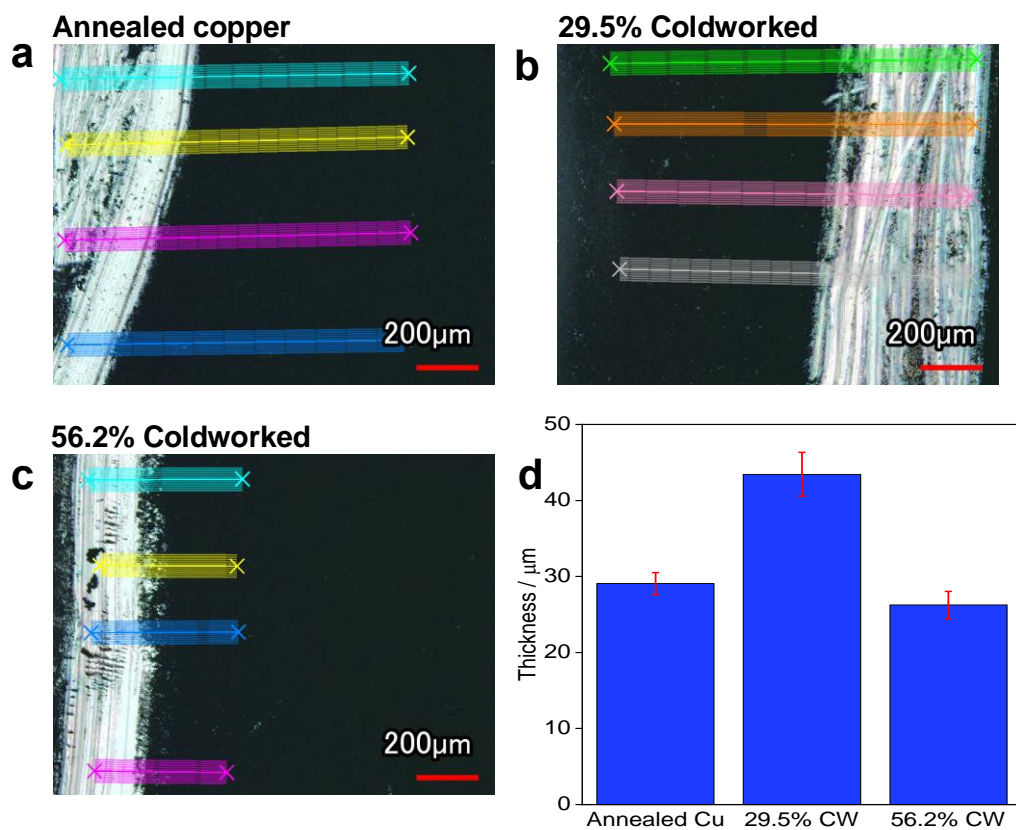 Annealed copper
a
200μm
29.5% Coldworked
b
200μm
56.2% Coldworked
c
200μm
d
Thickness / μm
50
40
30
20
10
0
Annealed Cu 29.5% CW 56.2% CW